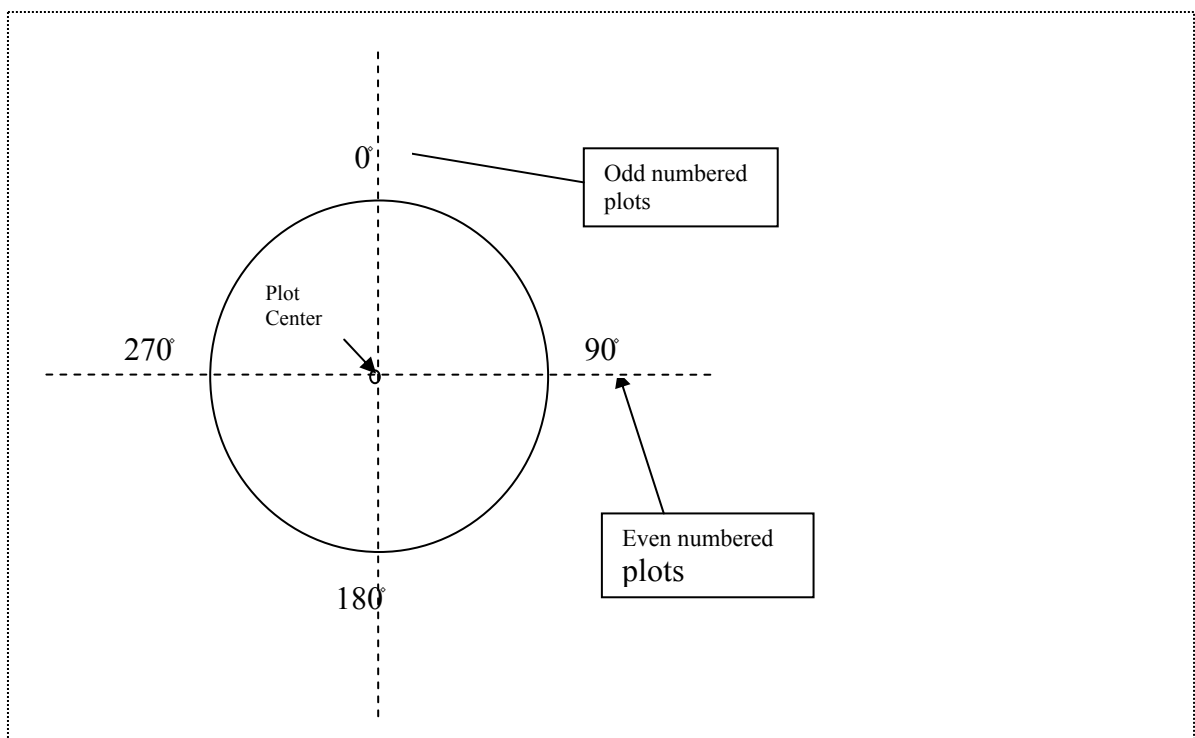 0°
Odd numbered
plots
Plot
Center
270°
90°
Even numbered
plots
180°